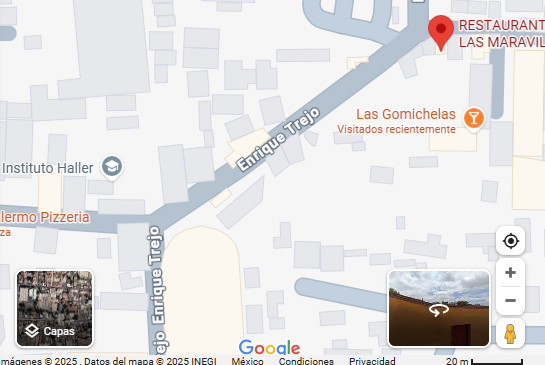 RESTAURANT
LAS MARAVIL
Enrique Trejo
Las Gomichelas
Visitados recientemente
Instituto Haller
lermo Pizzeria
za
Enrique Trejo
ejo
Capas
Google
mágenes © 2025 , Datos del mapa © 2025 INEGI México Condiciones Privacidad 20 m